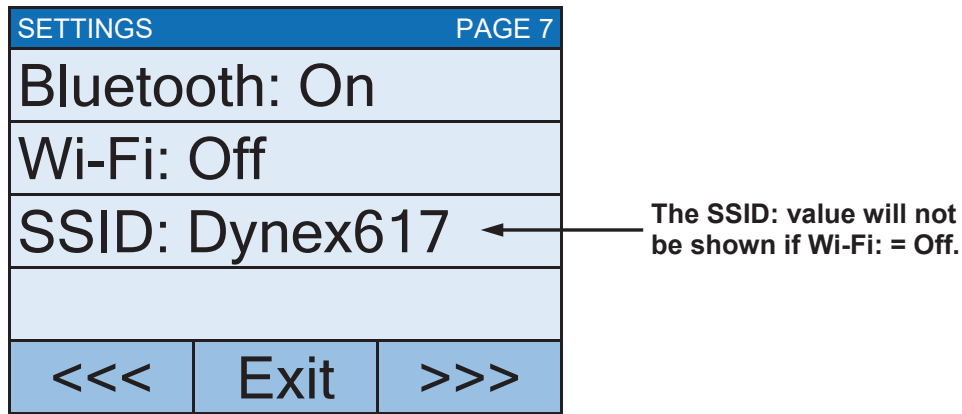 SETTINGS PAGE 7
Bluetooth: On
Wi-Fi: Off
SSID: Dynex617
The SSID: value will not
be shown if Wi-Fi: = Off.
<<< Exit >>>